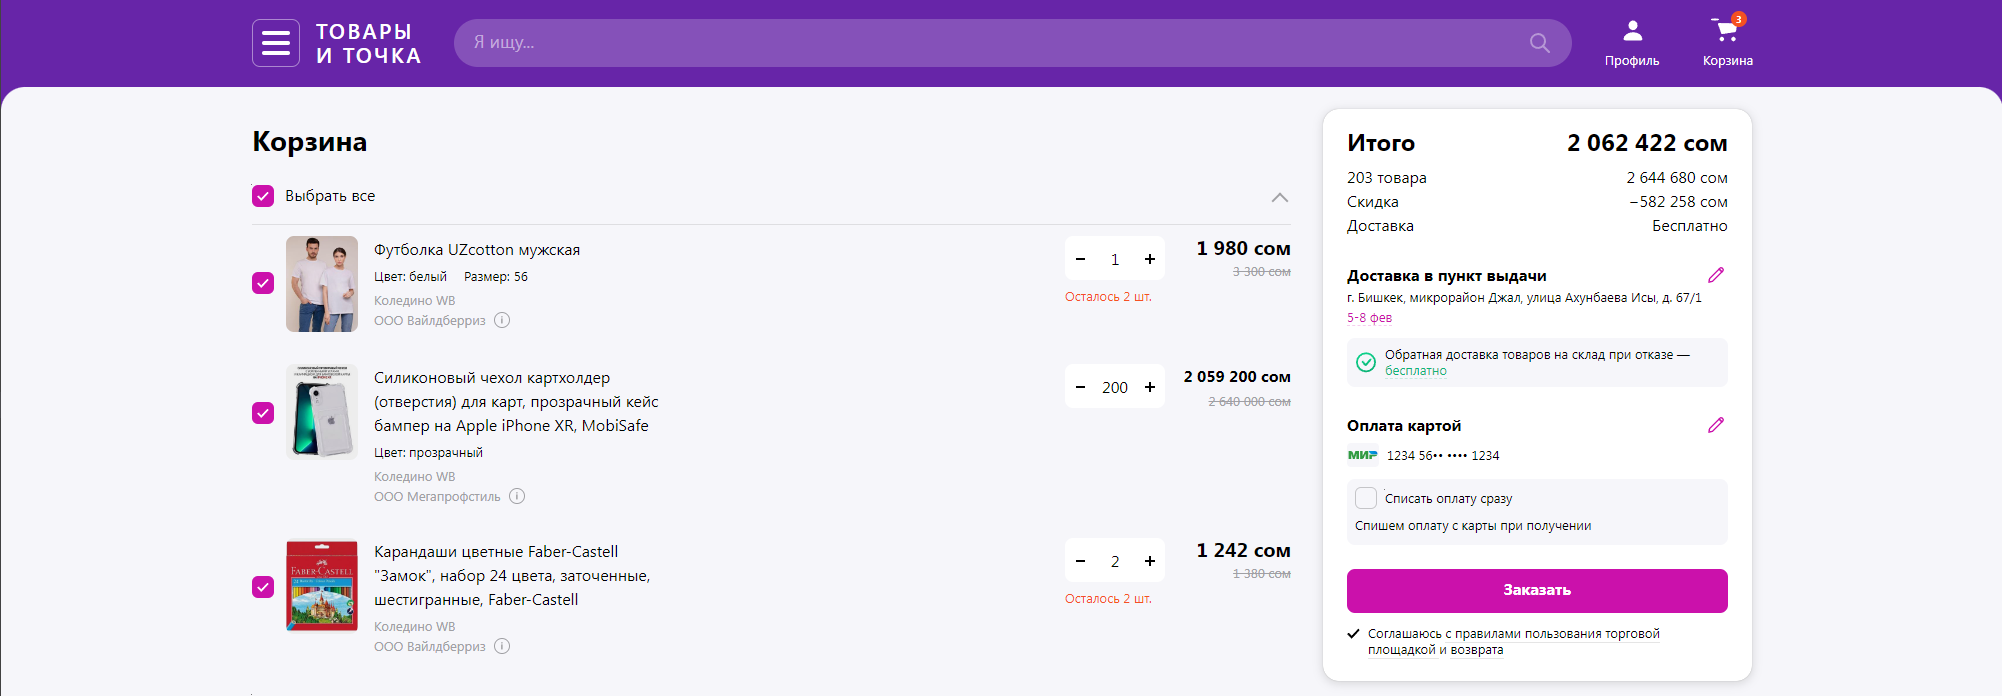 ТОВАРЫ
И ТОЧКА
Я ищу...
Профиль
3
Корзина
Корзина
Выбрать все
Футболка UZcotton мужская
Цвет: белый Размер: 56
Коледино WB
ООО Вайлдберриз
− 1 +
Осталось 2 шт.
1 980 сом
3 300 сом
Силиконовый чехол картхолдер
(отверстия) для карт, прозрачный кейс
бампер на Apple iPhone XR, MobiSafe
Цвет: прозрачный
Коледино WB
ООО Мегапрофстиль
− 200 +
2 059 200 сом
2 640 000 сом
FABER-CASTELL
Карандаши цветные Faber-Castell
"Замок", набор 24 цвета, заточенные,
шестигранные, Faber-Castell
Коледино WB
ООО Вайлдберриз
− 2 +
Осталось 2 шт.
1 242 сом
1 380 сом
Итого 2 062 422 сом
203 товара 2 644 680 сом
Скидка −582 258 сом
Доставка Бесплатно
Доставка в пункт выдачи
г. Бишкек, микрорайон Джал, улица Ахунбаева Исы, д. 67/1
5-8 фев
Обратная доставка товаров на склад при отказе —
бесплатно
Оплата картой
МИР 1234 56•• •••• 1234
Списать оплату сразу
Спишем оплату с карты при получении
Заказать
Соглашаюсь с правилами пользования торговой
площадкой и возврата